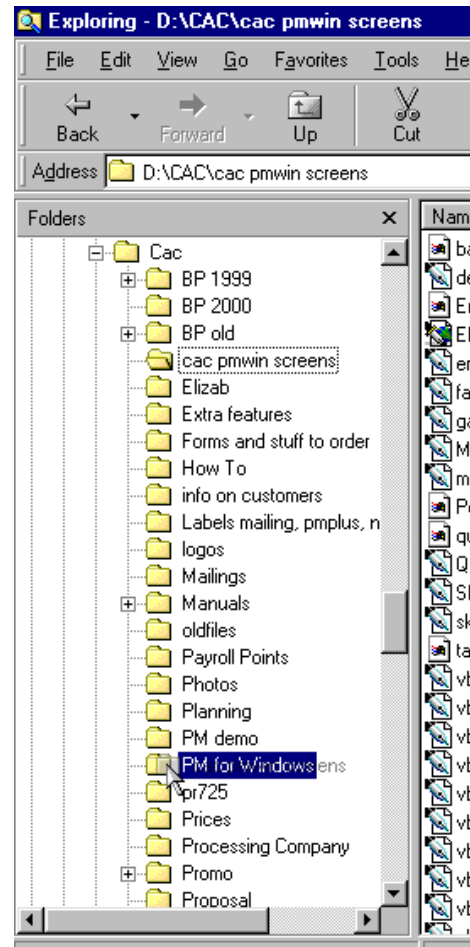 Exploring - D:\CAC\cac pmwin screens
File Edit View Go Favorites Tools He
Back Forward Up Cut
Address D:\CAC\cac pmwin screens
Folders Nam
Cac
BP 1999
BP 2000
BP old
cac pmwin screens
Elizab
Extra features
Forms and stuff to order
How To
info on customers
Labels mailing, pmplus, n
logos
Mailings
Manuals
oldfiles
Payroll Points
Photos
Planning
PM demo
PM for Windows ens
pr725
Prices
Processing Company
Promo
Proposal